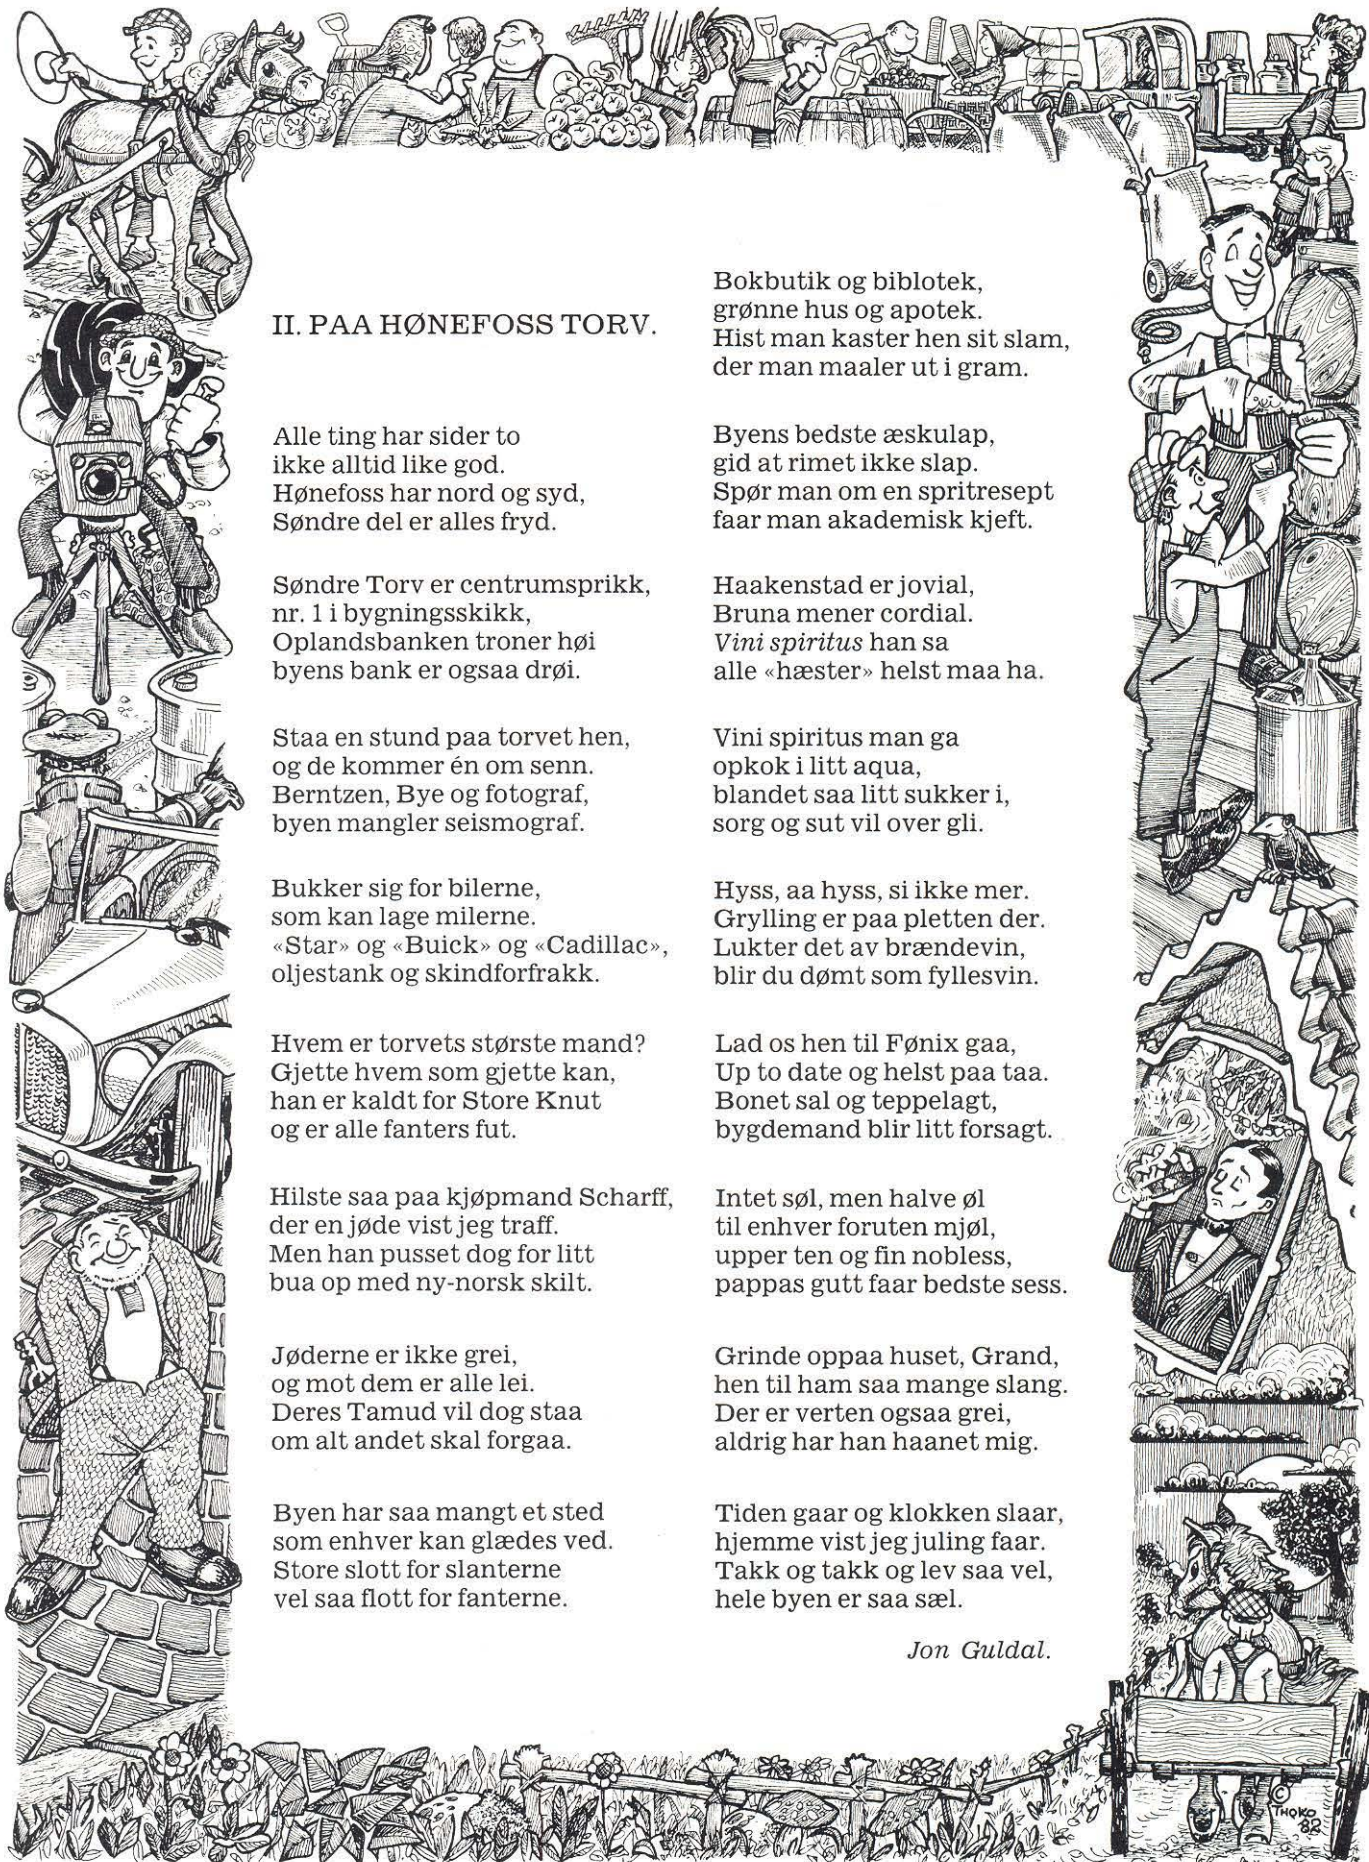 II. PAA HØNEFOSS TORV.

Alle ting har sider to
ikke alltid like god.
Hønefoss har nord og syd,
Søndre del er alles fryd.

Søndre Torv er centrumsprikk,
nr. 1 i bygningsskikk,
Oplandsbanken troner høi
byens bank er ogsaa drøi.

Staa en stund paa torvet hen,
og de kommer én om senn.
Berntzen, Bye og fotograf,
byen mangler seismograf.

Bukker sig for bilerne,
som kan lage milerne.
«Star» og «Buick» og «Cadillac»,
oljestank og skindforfrakk.

Hvem er torvets største mand?
Gjette hvem som gjette kan,
han er kaldt for Store Knut
og er alle fanters fut.

Hilste saa paa kjøpmand Scharff,
der en jøde vist jeg traff.
Men han pusset dog for litt
bua op med ny-norsk skilt.

Jøderne er ikke grei,
og mot dem er alle lei.
Deres Tamud vil dog staa
om alt andet skal forgaa.

Byen har saa mangt et sted
som enhver kan glædes ved.
Store slott for slanterne
vel saa flott for fanterne.

Bokbutik og biblotek,
grønne hus og apotek.
Hist man kaster hen sit slam,
der man maaler ut i gram.

Byens bedste æskulap,
gid at rimet ikke slap.
Spør man om en spritresept
faar man akademisk kjeft.

Haakenstad er jovial,
Bruna mener cordial.
Vini spiritus han sa
alle «hæster» helst maa ha.

Vini spiritus man ga
opkok i litt aqua,
blandet saa litt sukker i,
sorg og sut vil over gli.

Hyss, aa hyss, si ikke mer.
Grylling er paa pletten der.
Lukter det av brændevin,
blir du dømt som fyllesvin.

Lad os hen til Fønix gaa,
Up to date og helst paa taa.
Bonet sal og teppelagt,
bygdemand blir litt forsagt.

Intet søl, men halve øl
til enhver foruten mjøl,
upper ten og fin nobless,
pappas gutt faar bedste sess.

Grinde oppaa huset, Grand,
hen til ham saa mange slang.
Der er verten ogsaa grei,
aldrig har han haanet mig.

Tiden gaar og klokken slaar,
hjemme vist jeg juling faar.
Takk og takk og lev saa vel,
hele byen er saa sæl.

Jon Guldal.

©
THOKO
82